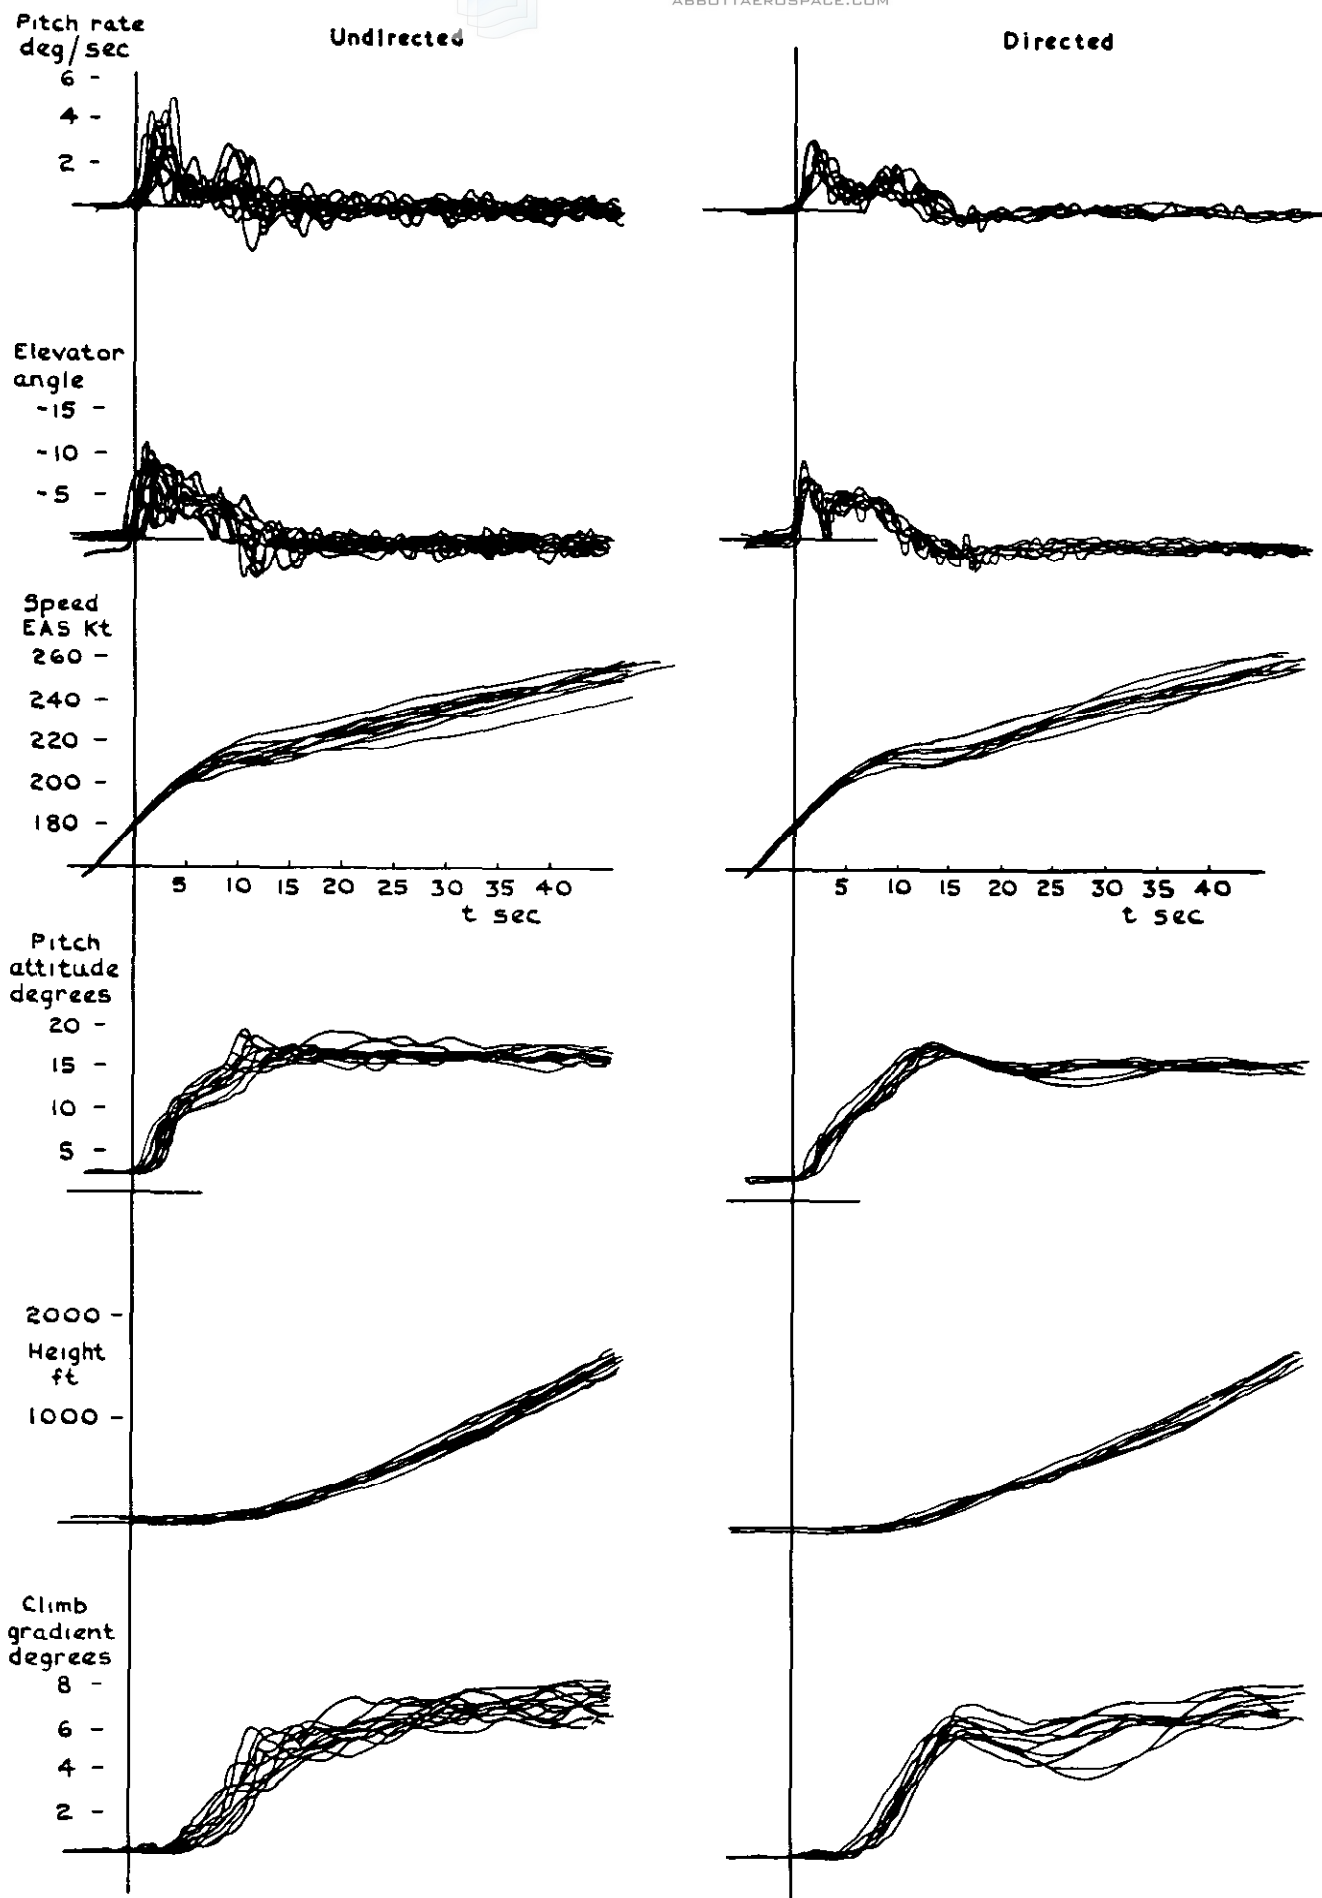 ABBOTTAEROSPACE.COM
Pitch rate
deg/sec
Undirected
Directed
6 -
4 -
2 -
Elevator
angle
-15 -
-10 -
-5 -
Speed
EAS Kt
260 -
240 -
220 -
200 -
180 -
5 10 15 20 25 30 35 40
t sec
5 10 15 20 25 30 35 40
t sec
Pitch
attitude
degrees
20 -
15 -
10 -
5 -
2000 -
Height
ft
1000 -
Climb
gradient
degrees
8 -
6 -
4 -
2 -